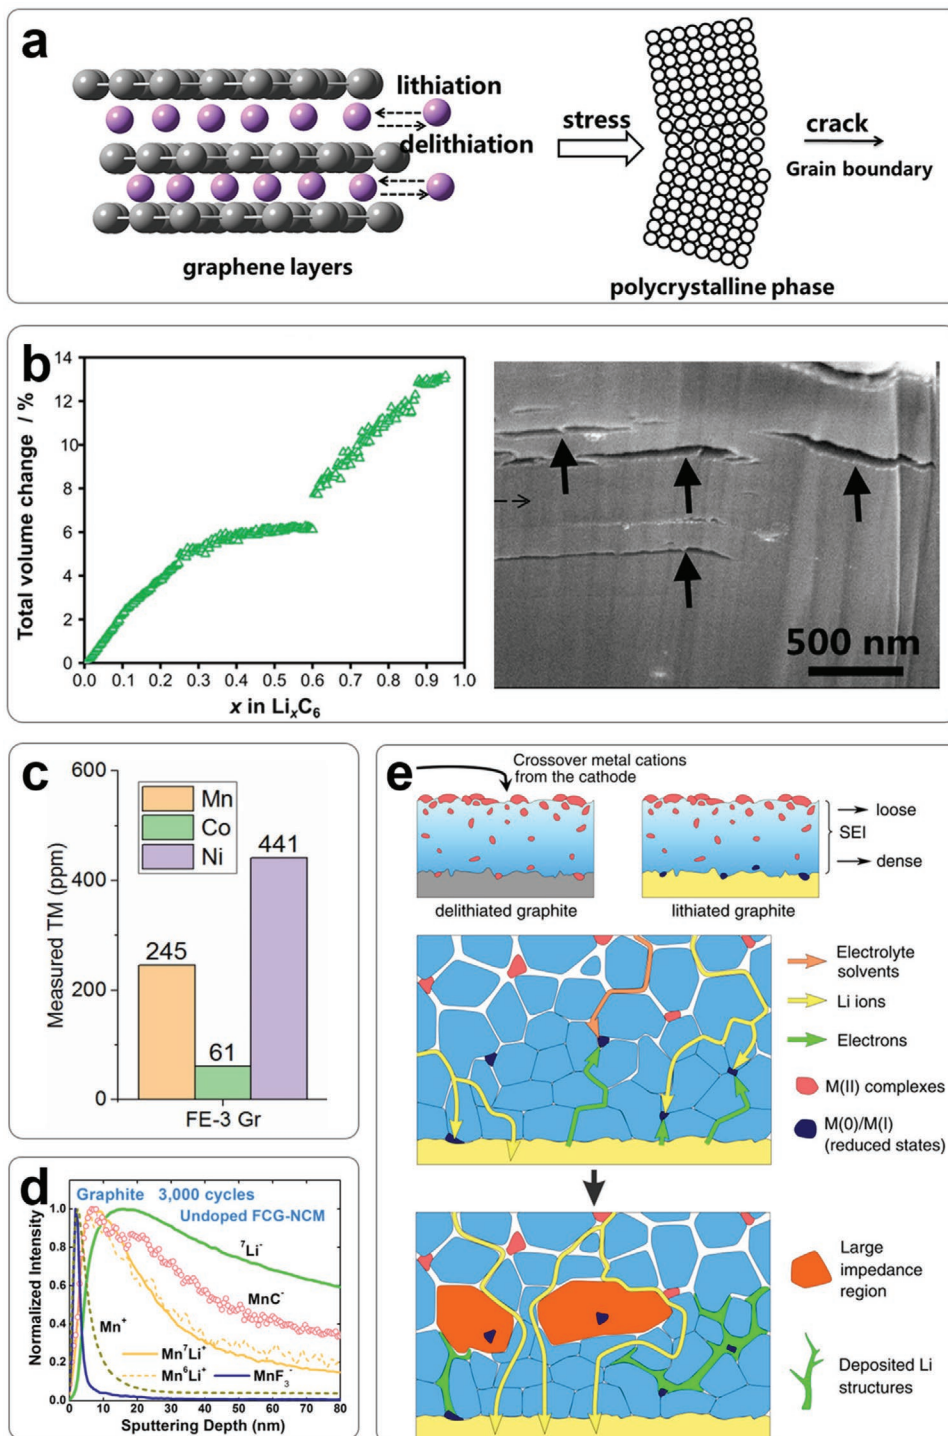 a
lithiation
delithiation
graphene layers
stress
crack
Grain boundary
polycrystalline phase
b
Total volume change / %
14
12
10
8
6
4
2
0
0.0 0.1 0.2 0.3 0.4 0.5 0.6 0.7 0.8 0.9 1.0
x in LixC6
500 nm
c
Measured TM (ppm)
600
400
200
0
Mn
Co
Ni
245
61
441
FE-3 Gr
d
Normalized Intensity
1.0
0.8
0.6
0.4
0.2
0.0
Graphite 3,000 cycles
Undoped FCG-NCM
7Li-
MnC-
Mn+
Mn7Li+
Mn6Li+
MnF3-
0 10 20 30 40 50 60 70 80
Sputtering Depth (nm)
e
Crossover metal cations
from the cathode
loose
SEI
dense
delithiated graphite
lithiated graphite
Electrolyte
solvents
Li ions
Electrons
M(II) complexes
M(0)/M(I)
(reduced states)
Large
impedance
region
Deposited Li
structures